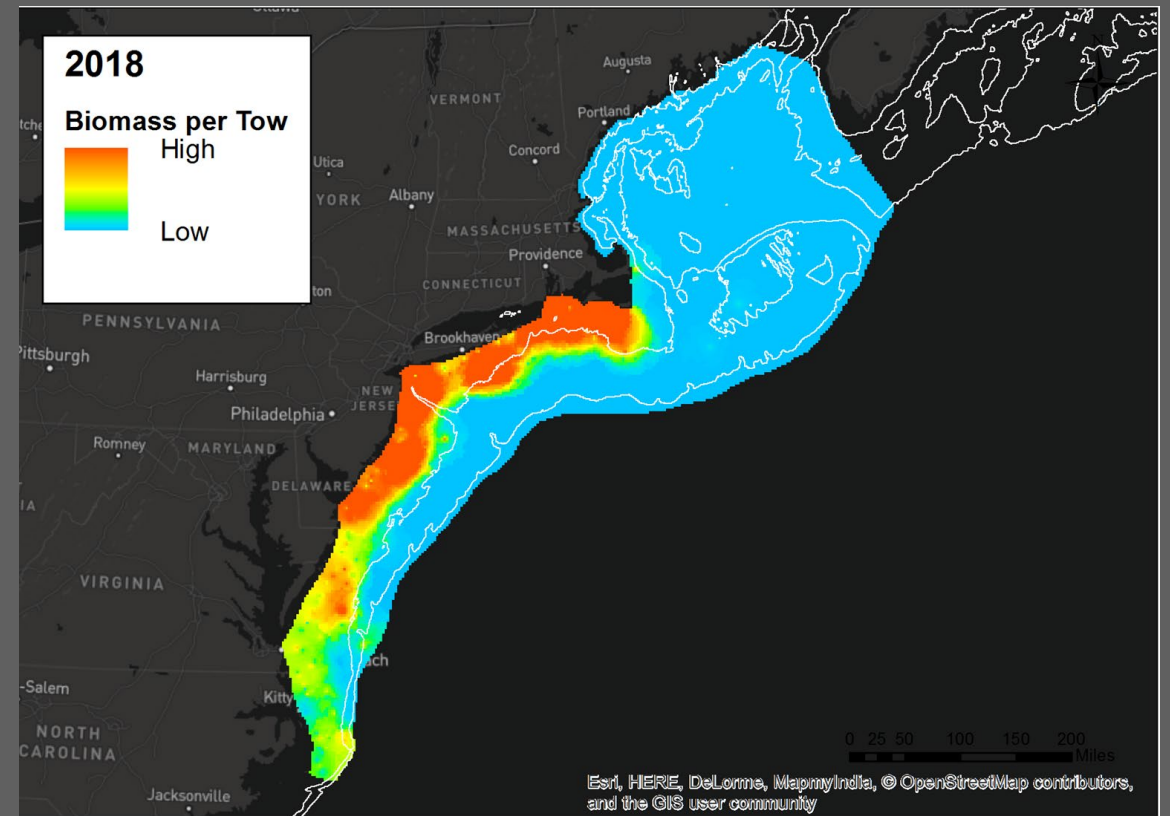 2018
Biomass per Tow
High
Low
Augusta
VERMONT
Portland
Concord
Utica
YORK
Albany
MASSACHUSETTS
Providence
CONNECTICUT
ton
PENNSYLVANIA
Brookhaven
Pittsburgh
Harrisburg
NEW
JERSE
Philadelphia
Romney
MARYLAND
DELAWARE
IA
VIRGINIA
ach
-Salem
Kitty
NORTH
CAROLINA
0 25 50 100 150 200
Miles
Jacksonville
Esri, HERE, DeLorme, MapmyIndia, © OpenStreetMap contributors,
and the GIS user community